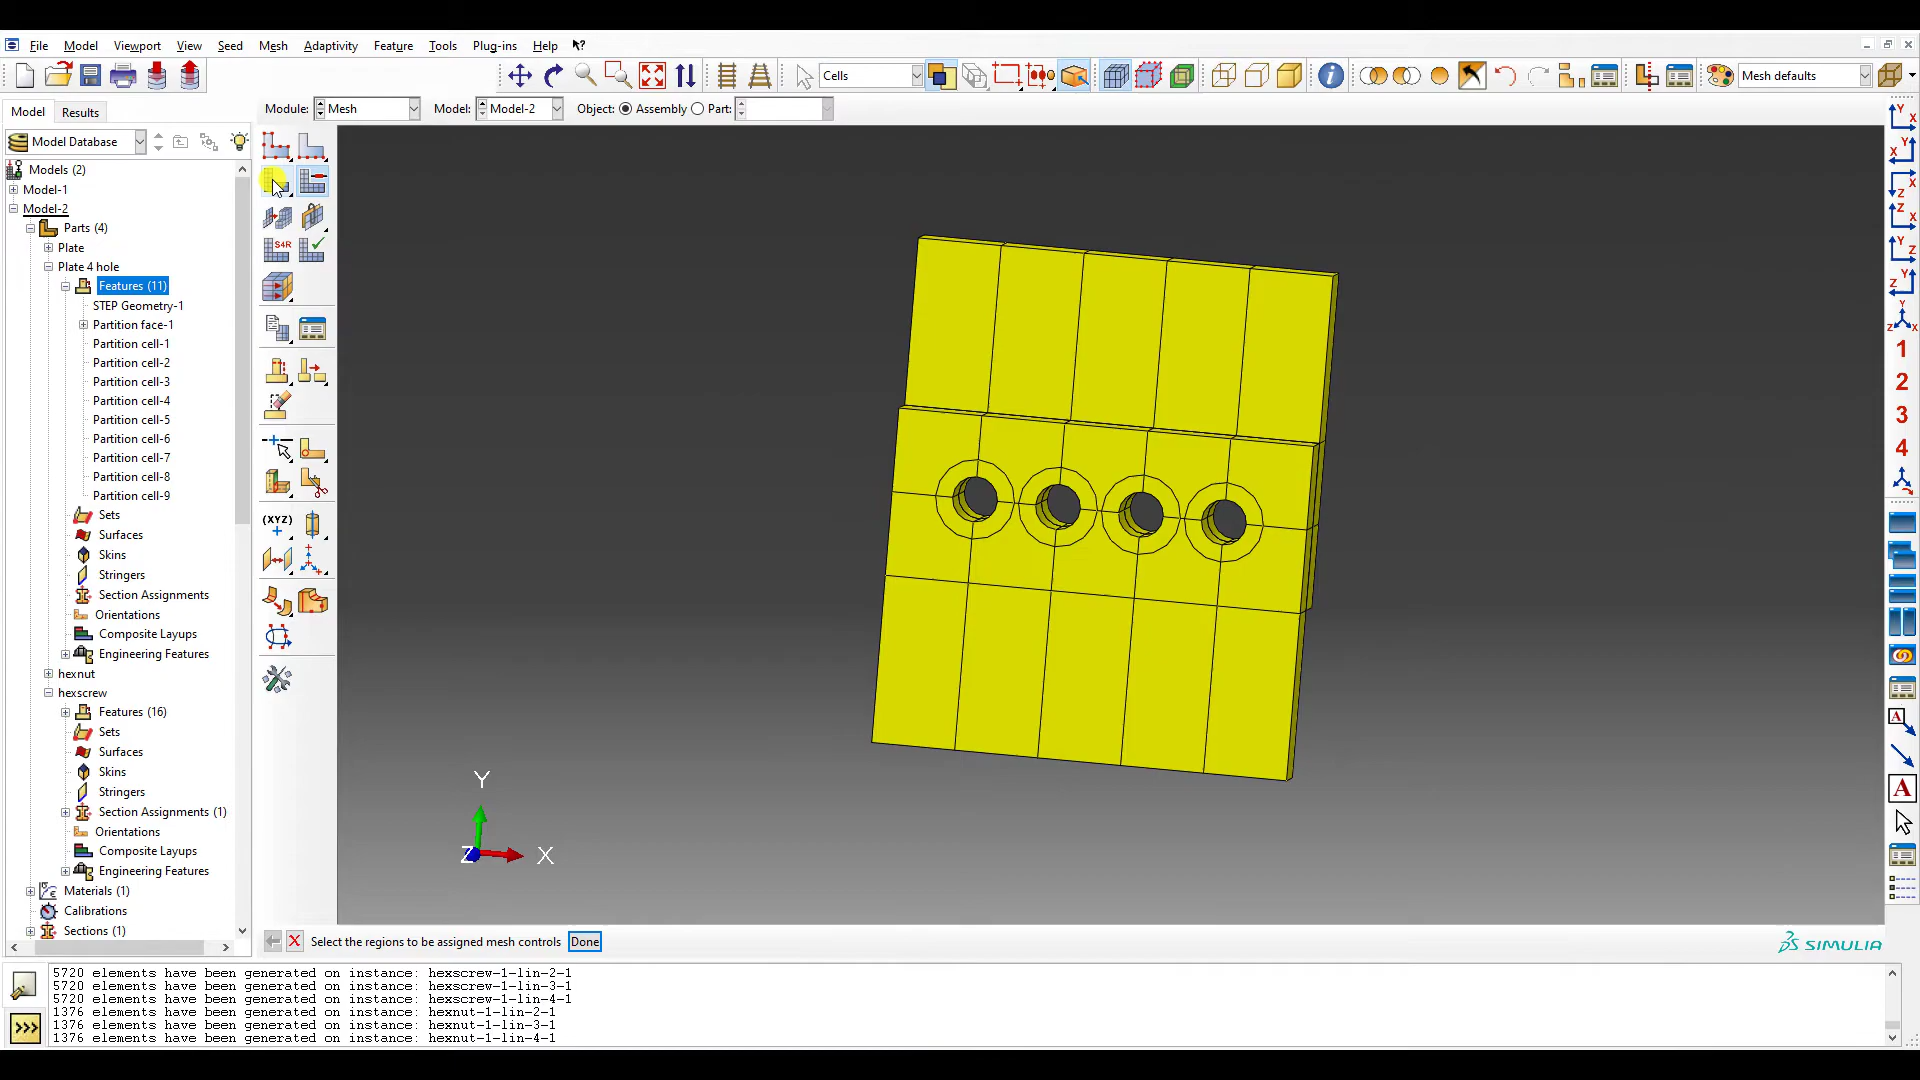 File Model Viewport View Seed Mesh Adaptivity Feature Tools Plug-ins Help
Cells
Mesh defaults
Model Results
Module: Mesh Model: Model-2 Object: Assembly Part:
Model Database
Models (2)
Model-1
Model-2
Parts (4)
Plate
Plate 4 hole
Features (11)
STEP Geometry-1
Partition face-1
Partition cell-1
Partition cell-2
Partition cell-3
Partition cell-4
Partition cell-5
Partition cell-6
Partition cell-7
Partition cell-8
Partition cell-9
Sets
Surfaces
Skins
Stringers
Section Assignments
Orientations
Composite Layups
Engineering Features
hexnut
hexscrew
Features (16)
Sets
Surfaces
Skins
Stringers
Section Assignments (1)
Orientations
Composite Layups
Engineering Features
Materials (1)
Calibrations
Sections (1)
S4R
(XYZ)
Y
Z X
1
2
3
4
A
A
Select the regions to be assigned mesh controls Done
SIMULIA
5720 elements have been generated on instance: hexscrew-1-lin-2-1
5720 elements have been generated on instance: hexscrew-1-lin-3-1
5720 elements have been generated on instance: hexscrew-1-lin-4-1
1376 elements have been generated on instance: hexnut-1-lin-2-1
1376 elements have been generated on instance: hexnut-1-lin-3-1
1376 elements have been generated on instance: hexnut-1-lin-4-1
>>>